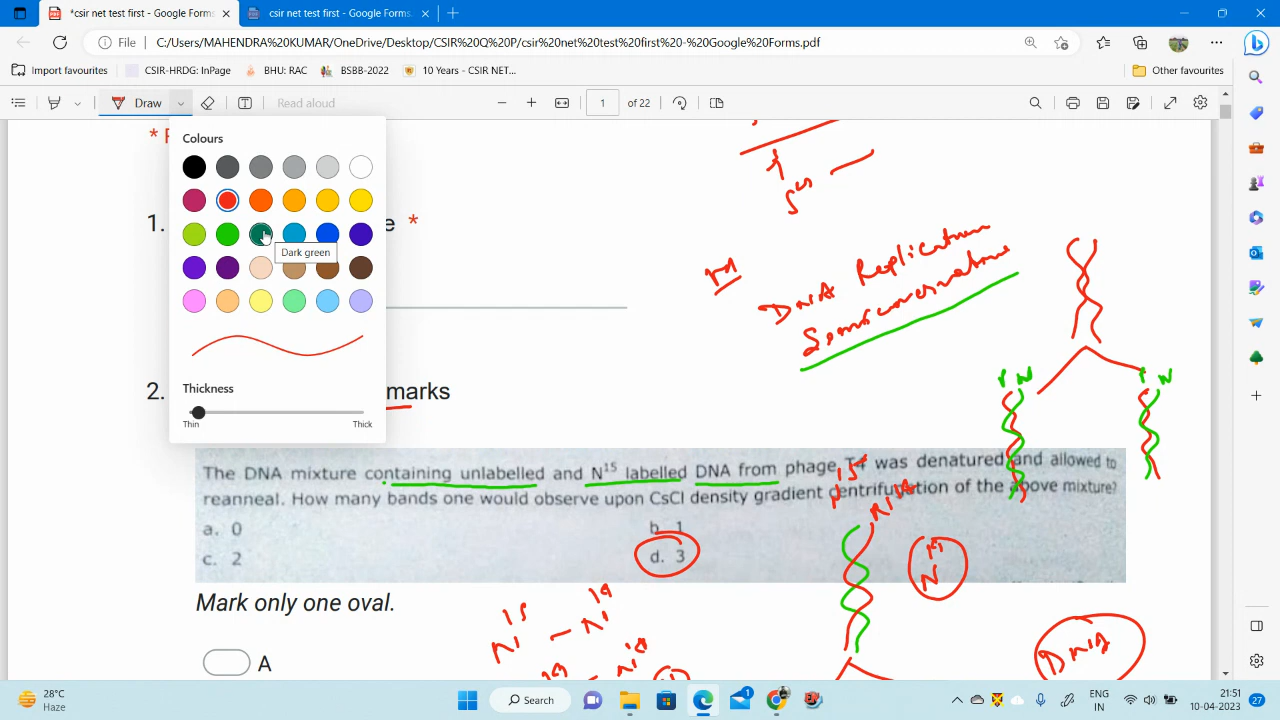 *csir net test first - Google Forms
csir net test first - Google Forms.
File
C:/Users/MAHENDRA%20KUMAR/OneDrive/Desktop/CSIR%20Q%20P/csir%20net%20test%20first%20-%20Google%20Forms.pdf
Import favourites
CSIR-HRDG: InPage
BHU: RAC
BSBB-2022
10 Years - CSIR NET...
Other favourites
Draw
Read aloud
1
of 22
Colours
Dark green
Thickness
Thin
Thick
1.
e *
DNA Replication
Semiconservative
P N
P N
2.
marks
The DNA mixture containing unlabelled and N15 labelled DNA from phage T4 was denatured and allowed to
reanneal. How many bands one would observe upon CsCl density gradient centrifugation of the above mixture?
a. 0
b. 1
c. 2
d. 3
N15
N
Mark only one oval.
N15 - N14
DNA
A
28°C
Haze
Search
1
ENG
IN
21:51
10-04-2023
27